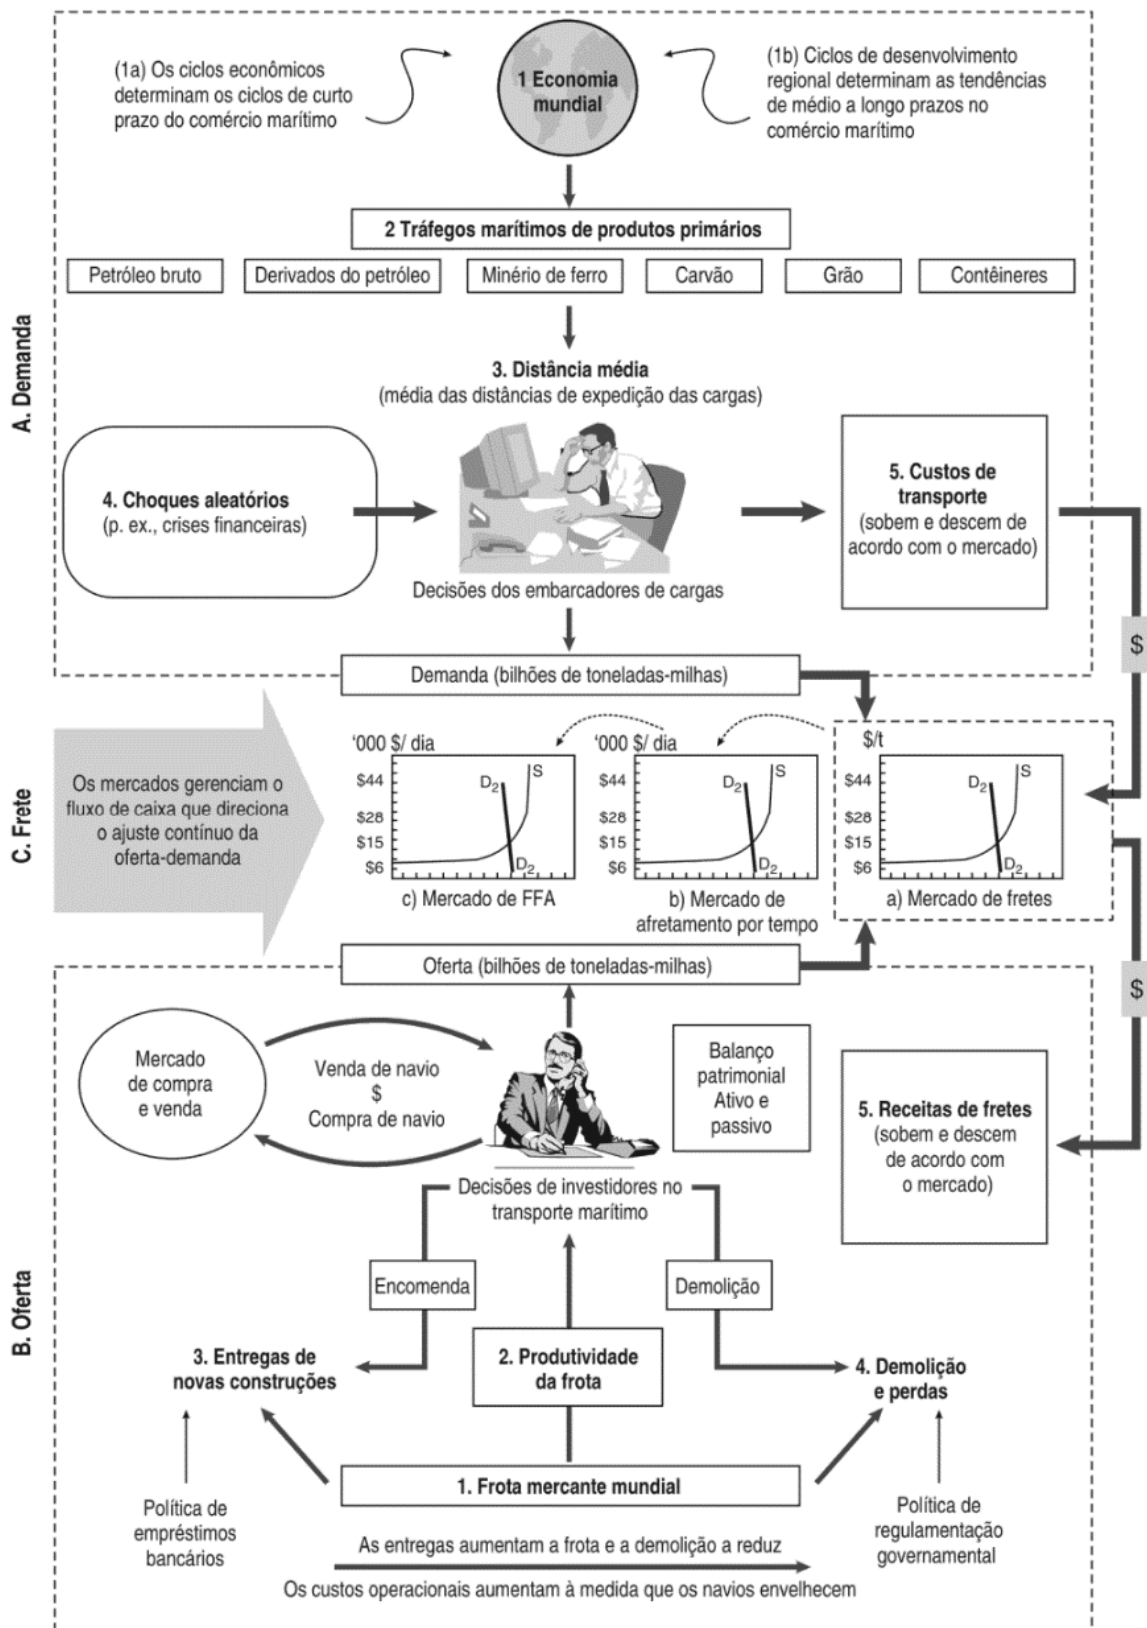 (1a) Os ciclos econômicos
determinam os ciclos de curto
prazo do comércio marítimo
1 Economia
mundial
(1b) Ciclos de desenvolvimento
regional determinam as tendências
de médio a longo prazos no
comércio marítimo
2 Tráfegos marítimos de produtos primários
Petróleo bruto
Derivados do petróleo
Minério de ferro
Carvão
Grão
Contêineres
A. Demanda
3. Distância média
(média das distâncias de expedição das cargas)
4. Choques aleatórios
(p. ex., crises financeiras)
5. Custos de
transporte
(sobem e descem de
acordo com o mercado)
Decisões dos embarcadores de cargas
$
Demanda (bilhões de toneladas-milhas)
C. Frete
Os mercados gerenciam o
fluxo de caixa que direciona
o ajuste contínuo da
oferta-demanda
‘000 $/ dia
$44
$28
$15
$6
D2
S
D2
c) Mercado de FFA
‘000 $/ dia
$44
$28
$15
$6
D2
S
D2
b) Mercado de
afretamento por tempo
$/t
$44
$28
$15
$6
D2
S
D2
a) Mercado de fretes
Oferta (bilhões de toneladas-milhas)
$
B. Oferta
Mercado
de compra
e venda
Venda de navio
$
Compra de navio
Balanço
patrimonial
Ativo e
passivo
5. Receitas de fretes
(sobem e descem
de acordo com
o mercado)
Decisões de investidores no
transporte marítimo
Encomenda
Demolição
3. Entregas de
novas construções
2. Produtividade
da frota
4. Demolição
e perdas
1. Frota mercante mundial
Política de
empréstimos
bancários
Política de
regulamentação
governamental
As entregas aumentam a frota e a demolição a reduz
Os custos operacionais aumentam à medida que os navios envelhecem